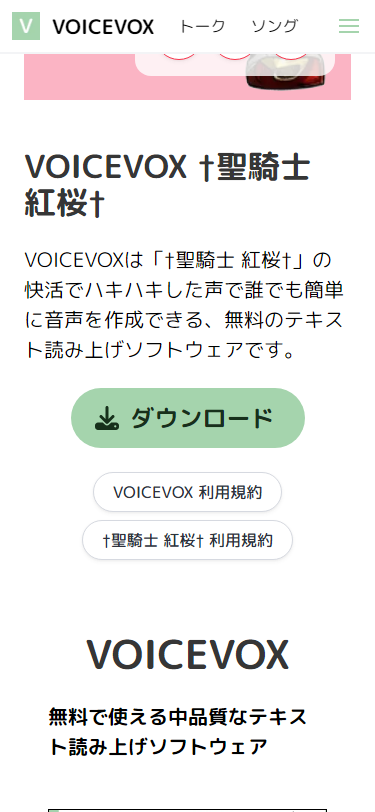 V VOICEVOX トーク ソング
VOICEVOX †聖騎士
紅桜†
VOICEVOXは「†聖騎士 紅桜†」の
快活でハキハキした声で誰でも簡単
に音声を作成できる、無料のテキス
ト読み上げソフトウェアです。
ダウンロード
VOICEVOX 利用規約
†聖騎士 紅桜† 利用規約
VOICEVOX
無料で使える中品質なテキス
ト読み上げソフトウェア